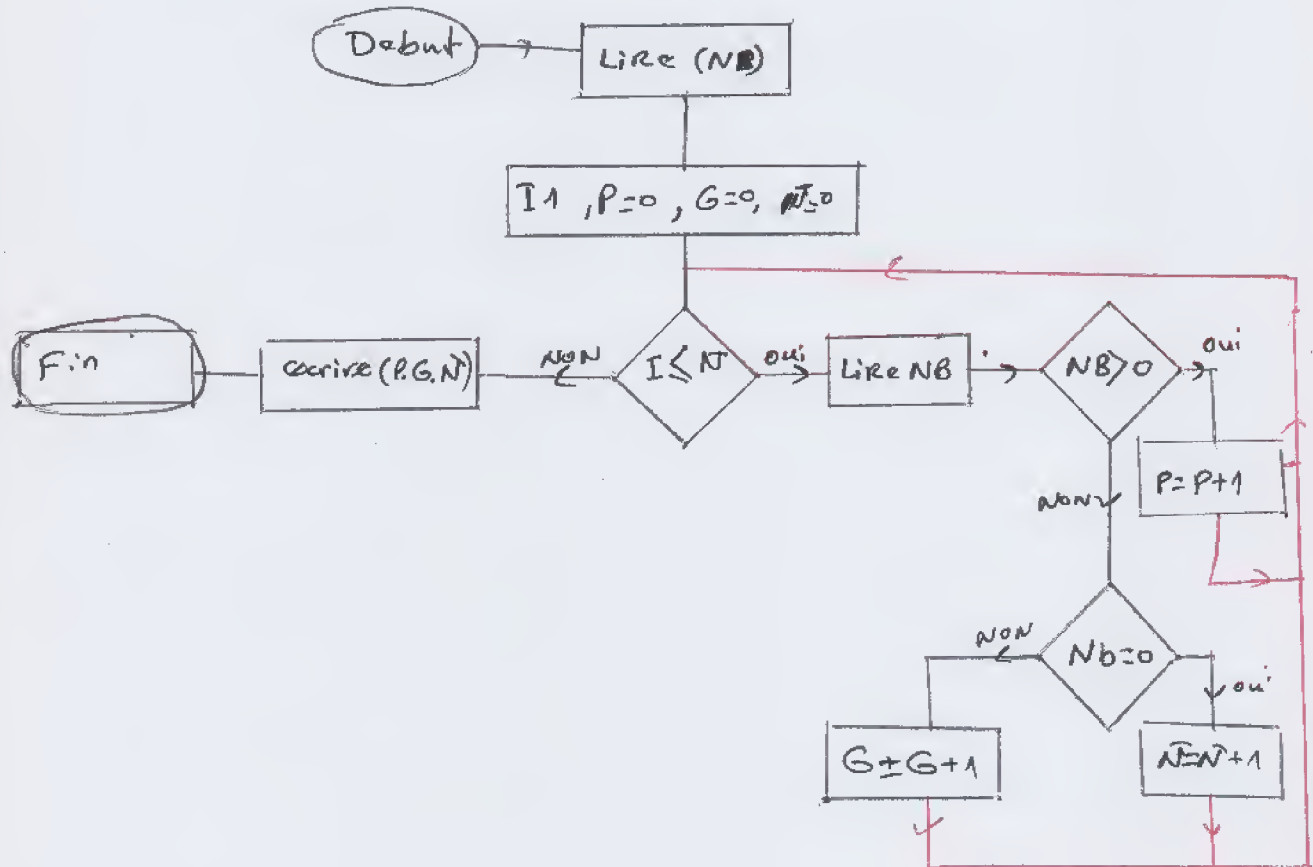 Debut
Lire (NB)
I1 , P=0 , G=0, N=0
I ≤ N
NON
ecrire (P.G.N)
Fin
oui
Lire NB
NB>0
oui
P=P+1
NON
Nb=0
NON
G=G+1
oui
N=N+1